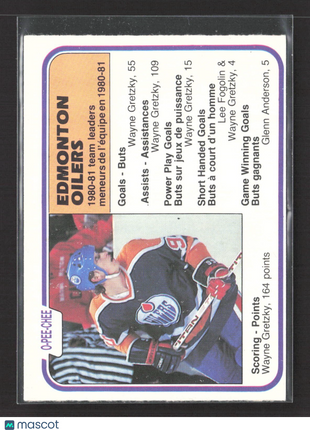 O-PEE-CHEE
EDMONTON
OILERS
1980-81 team leaders
meneurs de l'équipe en 1980-81
Goals - Buts
Wayne Gretzky, 55
Assists - Assistances
Wayne Gretzky, 109
Power Play Goals
Buts sur jeux de puissance
Wayne Gretzky, 15
Short Handed Goals
Buts à court d'un homme
Lee Fogolin &
Wayne Gretzky, 4
Game Winning Goals
Buts gagnants
Glenn Anderson, 5
Scoring - Points
Wayne Gretzky, 164 points
mascot